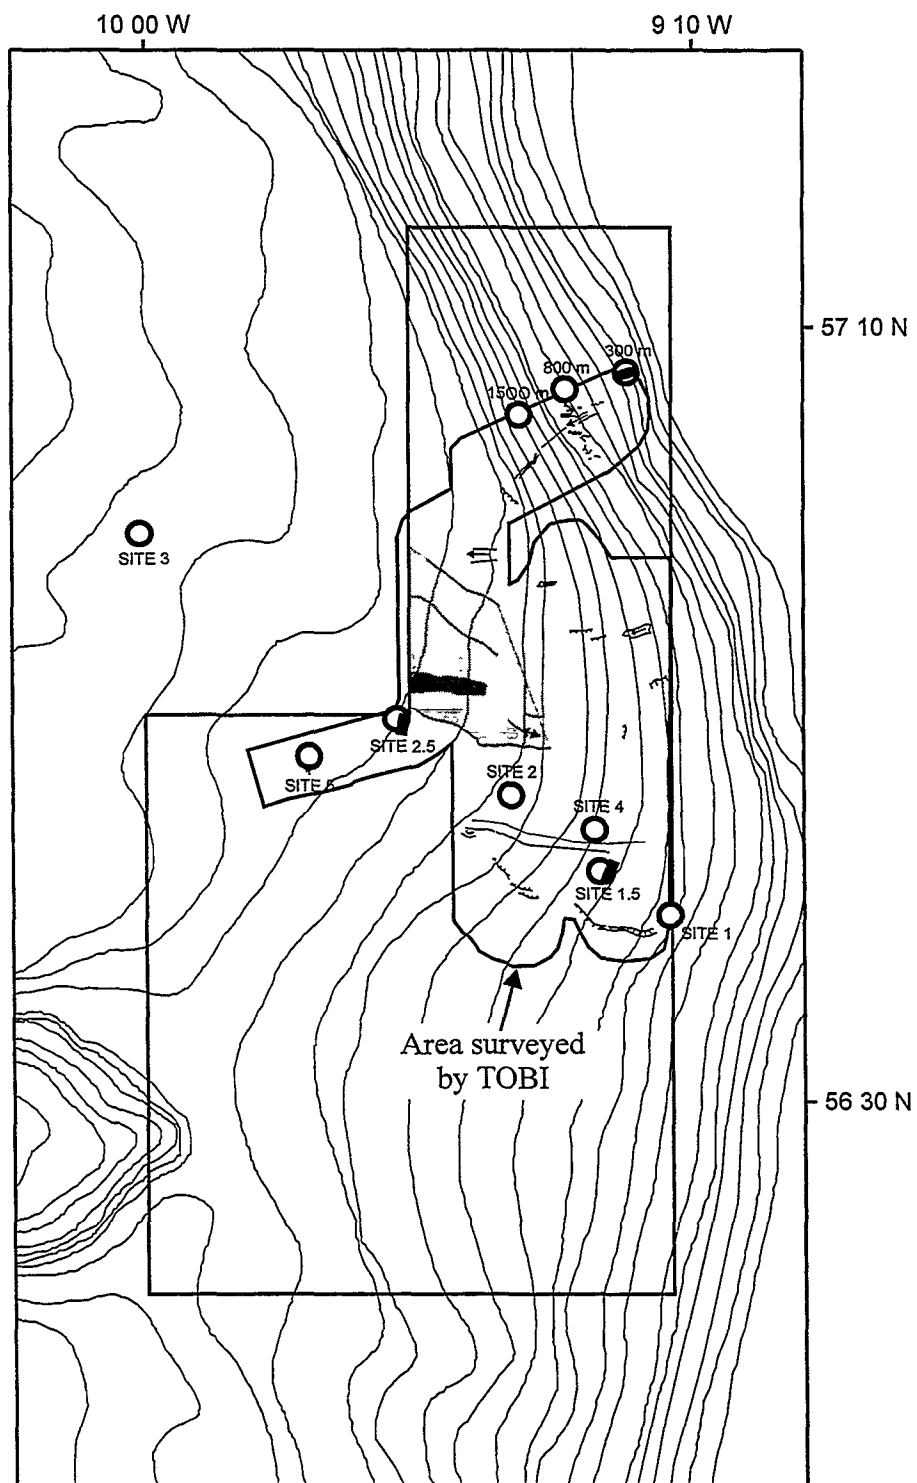 10 00 W
9 10 W
57 10 N
300 m
800 m
1500 m
SITE 3
SITE 2.5
SITE 5
SITE 2
SITE 4
SITE 1.5
SITE 1
Area surveyed
by TOBI
56 30 N